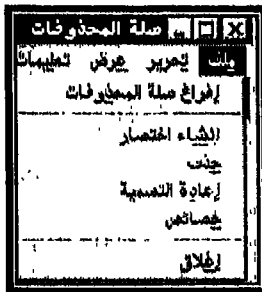 سلة المحذوفات
ملف تحرير عرض تعليمات
إفراغ سلة المحذوفات
إنشاء اختصار
حذف
إعادة التسمية
خصائص
إغلاق